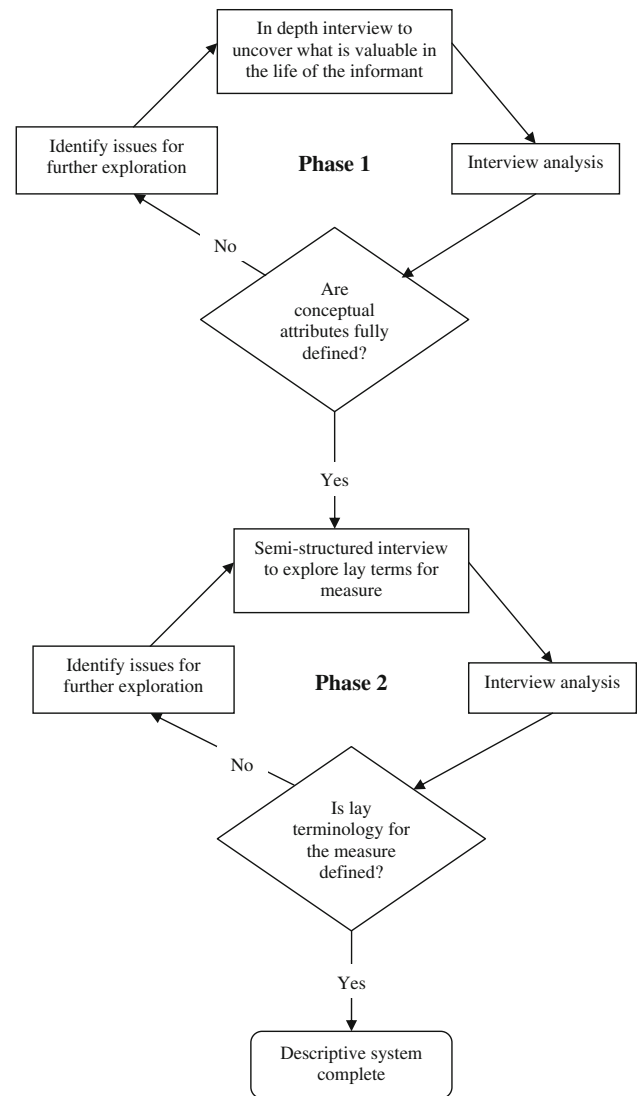 In depth interview to
uncover what is valuable in
the life of the informant
Identify issues for
further exploration
Phase 1
Interview analysis
No
Are
conceptual
attributes fully
defined?
Yes
Semi-structured interview
to explore lay terms for
measure
Identify issues for
further exploration
Phase 2
Interview analysis
No
Is lay
terminology for
the measure
defined?
Yes
Descriptive system
complete